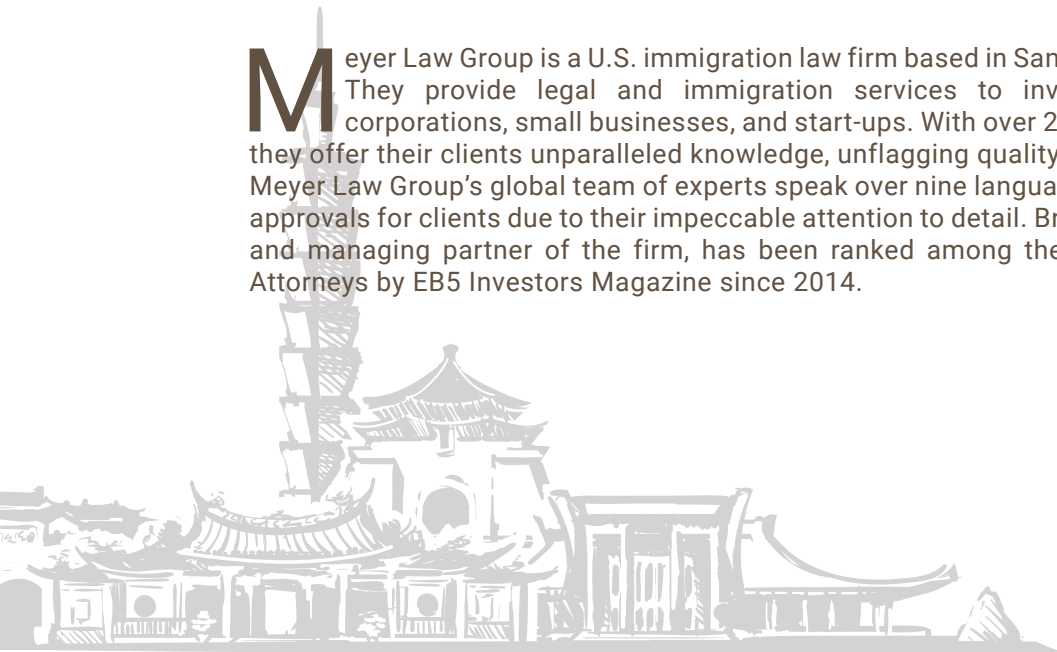 Meyer Law Group is a U.S. immigration law firm based in San
They provide legal and immigration services to inv
corporations, small businesses, and start-ups. With over 2
they offer their clients unparalleled knowledge, unflagging quality
Meyer Law Group’s global team of experts speak over nine langua
approvals for clients due to their impeccable attention to detail. Br
and managing partner of the firm, has been ranked among the
Attorneys by EB5 Investors Magazine since 2014.